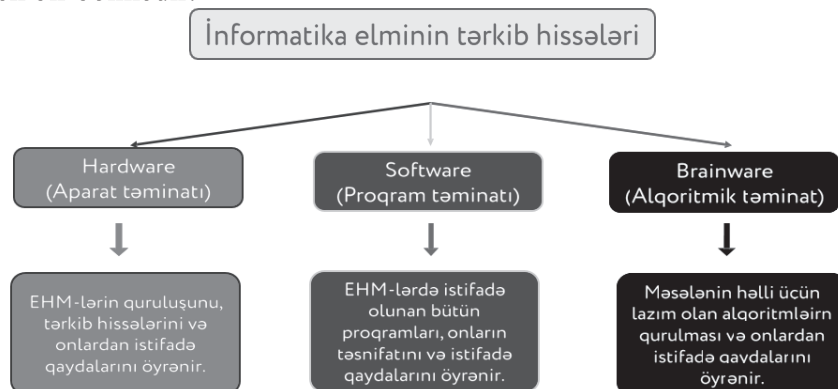 İnformatika elminin tərkib hissələri
Hardware
(Aparat təminatı)
Software
(Proqram təminatı)
Brainware
(Alqoritmik təminat)
EHM-lərin quruluşunu,
tərkib hissələrini və
onlardan istifadə
qaydalarını öyrənir.
EHM-lərdə istifadə
olunan bütün
proqramları, onların
təsnifatını və istifadə
qaydalarını öyrənir.
Məsələnin həlli üçün
lazım olan alqoritmləirn
qurulması və onlardan
istifadə qaydalarını
öyrənir.